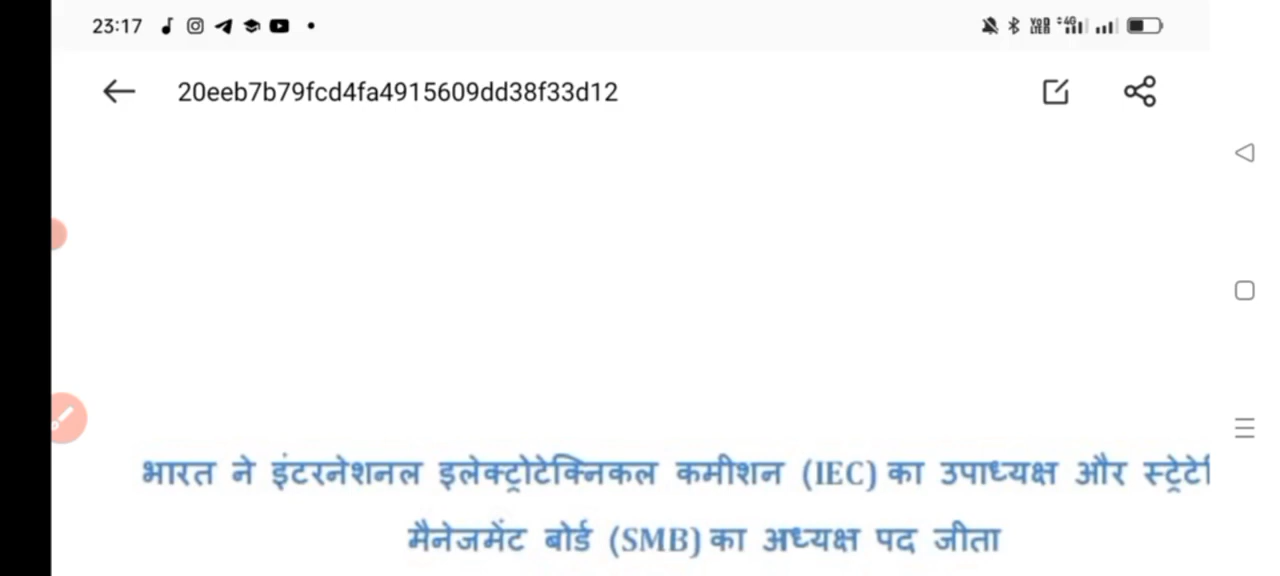 23:17
20eeb7b79fcd4fa4915609dd38f33d12
भारत ने इंटरनेशनल इलेक्ट्रोटेक्निकल कमीशन (IEC) का उपाध्यक्ष और
मैनेजमेंट बोर्ड (SMB) का अध्यक्ष पद जीता